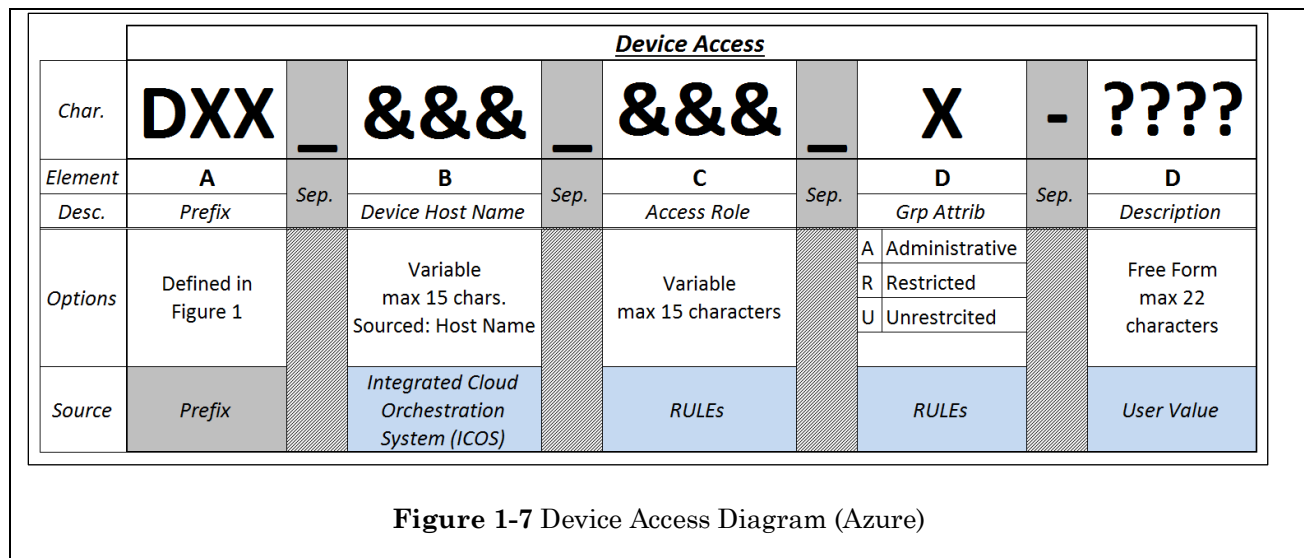 Device Access
Char. DXX _ &&& _ &&& _ X - ????
Element A Sep. B Sep. C Sep. D Sep. D
Desc. Prefix Device Host Name Access Role Grp Attrib Description
Options Defined in
Figure 1
Variable
max 15 chars.
Sourced: Host Name
Variable
max 15 characters
A Administrative
R Restricted
U Unrestrcited
Free Form
max 22
characters
Source Prefix
Integrated Cloud
Orchestration
System (ICOS)
RULEs
RULEs
User Value
Figure 1-7 Device Access Diagram (Azure)